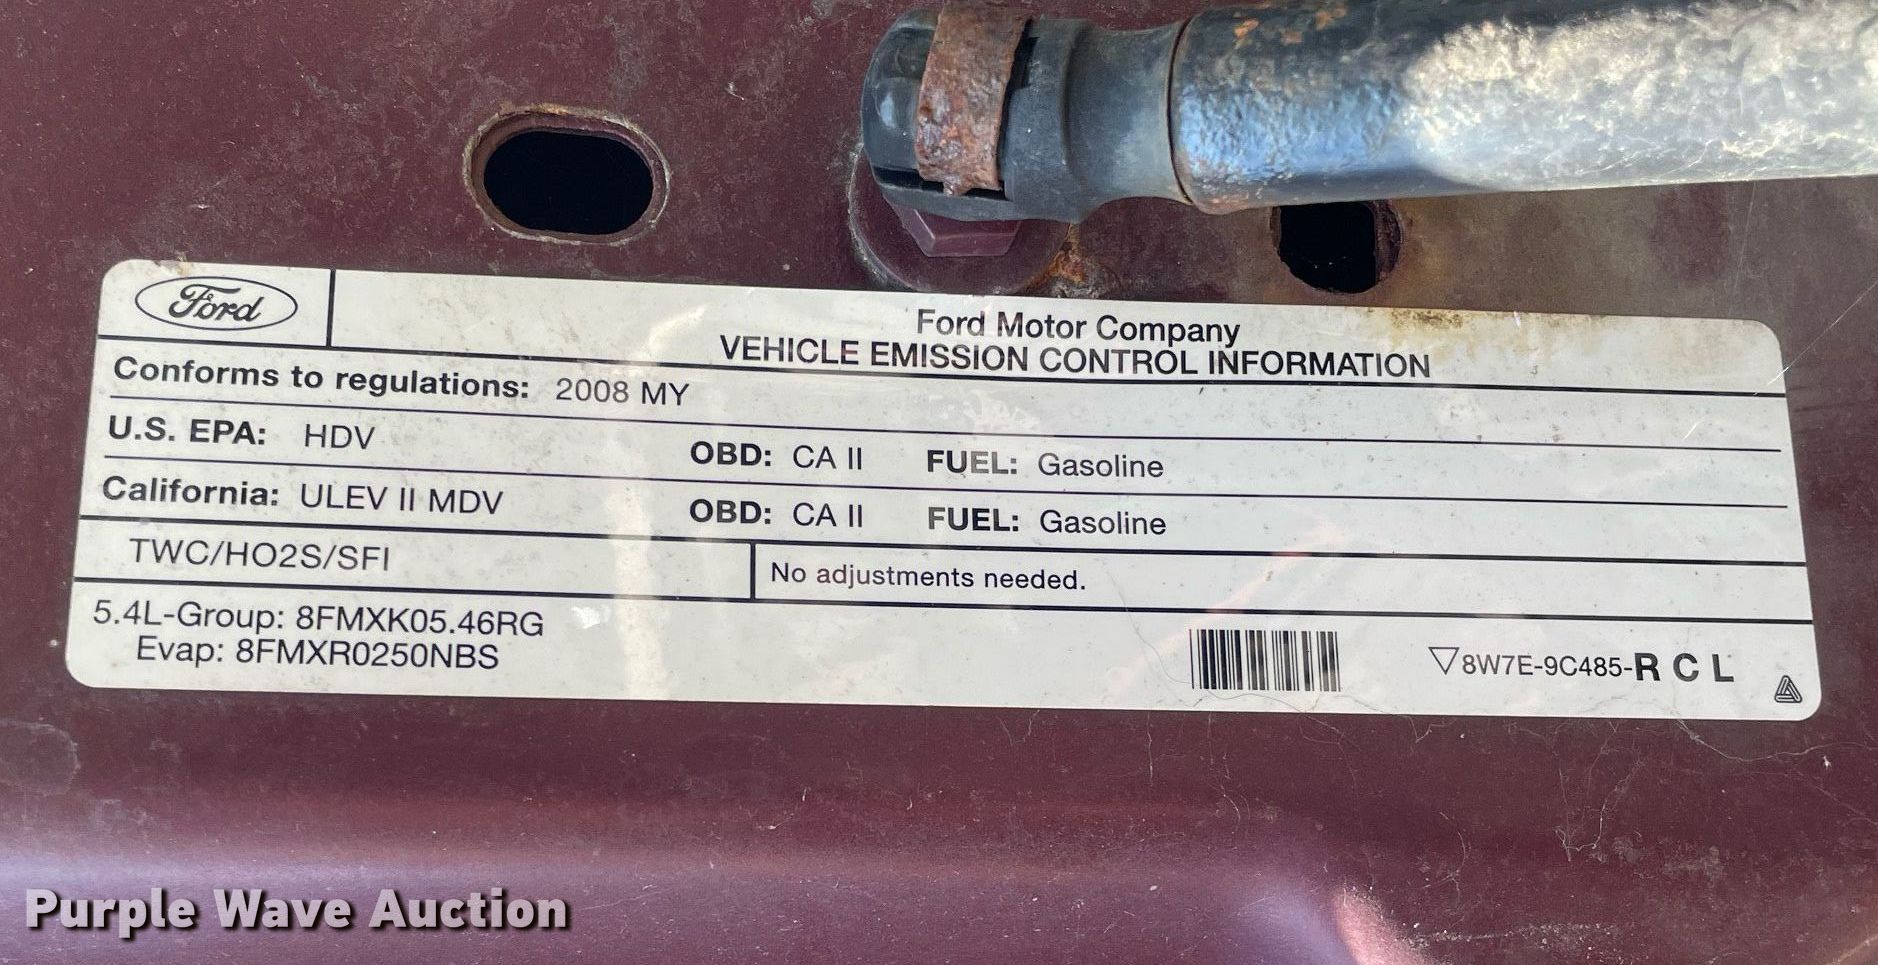 Ford
Ford Motor Company
VEHICLE EMISSION CONTROL INFORMATION
Conforms to regulations: 2008 MY
U.S. EPA: HDV OBD: CA II FUEL: Gasoline
California: ULEV II MDV OBD: CA II FUEL: Gasoline
TWC/HO2S/SFI No adjustments needed.
5.4L-Group: 8FMXK05.46RG
Evap: 8FMXR0250NBS
▽8W7E-9C485-R C L
Purple Wave Auction